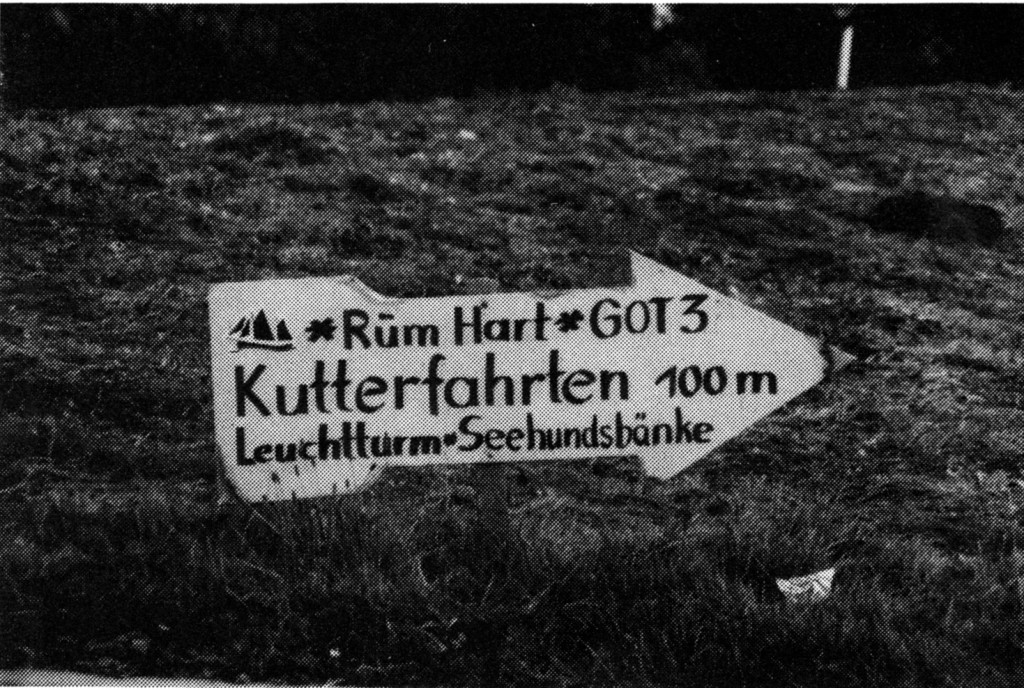 * Rüm Hart * GOT 3
Kutterfahrten 100 m
Leuchtturm * Seehundsbänke